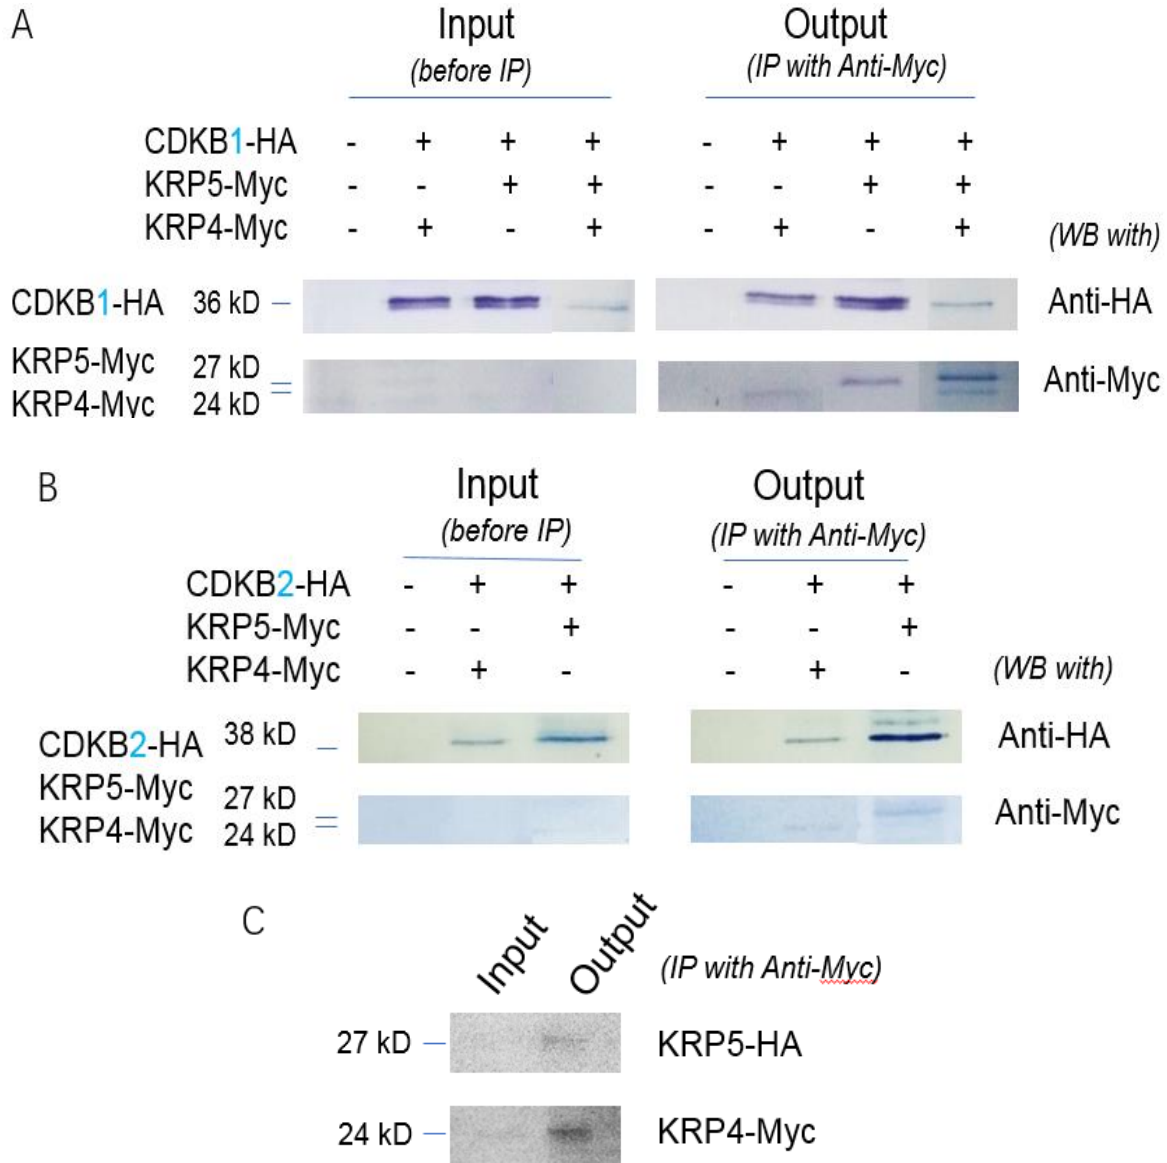 A
Input
Output
(before IP)
(IP with Anti-Myc)
CDKB1-HA - + + + - + + +
KRP5-Myc - - + + - - + +
KRP4-Myc - + - + - + - +
(WB with)
CDKB1-HA 36 kD Anti-HA
KRP5-Myc 27 kD
KRP4-Myc 24 kD Anti-Myc
B
Input
Output
(before IP)
(IP with Anti-Myc)
CDKB2-HA - + + - + +
KRP5-Myc - - + - - +
KRP4-Myc - + - - + - (WB with)
CDKB2-HA 38 kD Anti-HA
KRP5-Myc 27 kD
KRP4-Myc 24 kD Anti-Myc
C
Input
Output
(IP with Anti-Myc)
27 kD KRP5-HA
24 kD KRP4-Myc